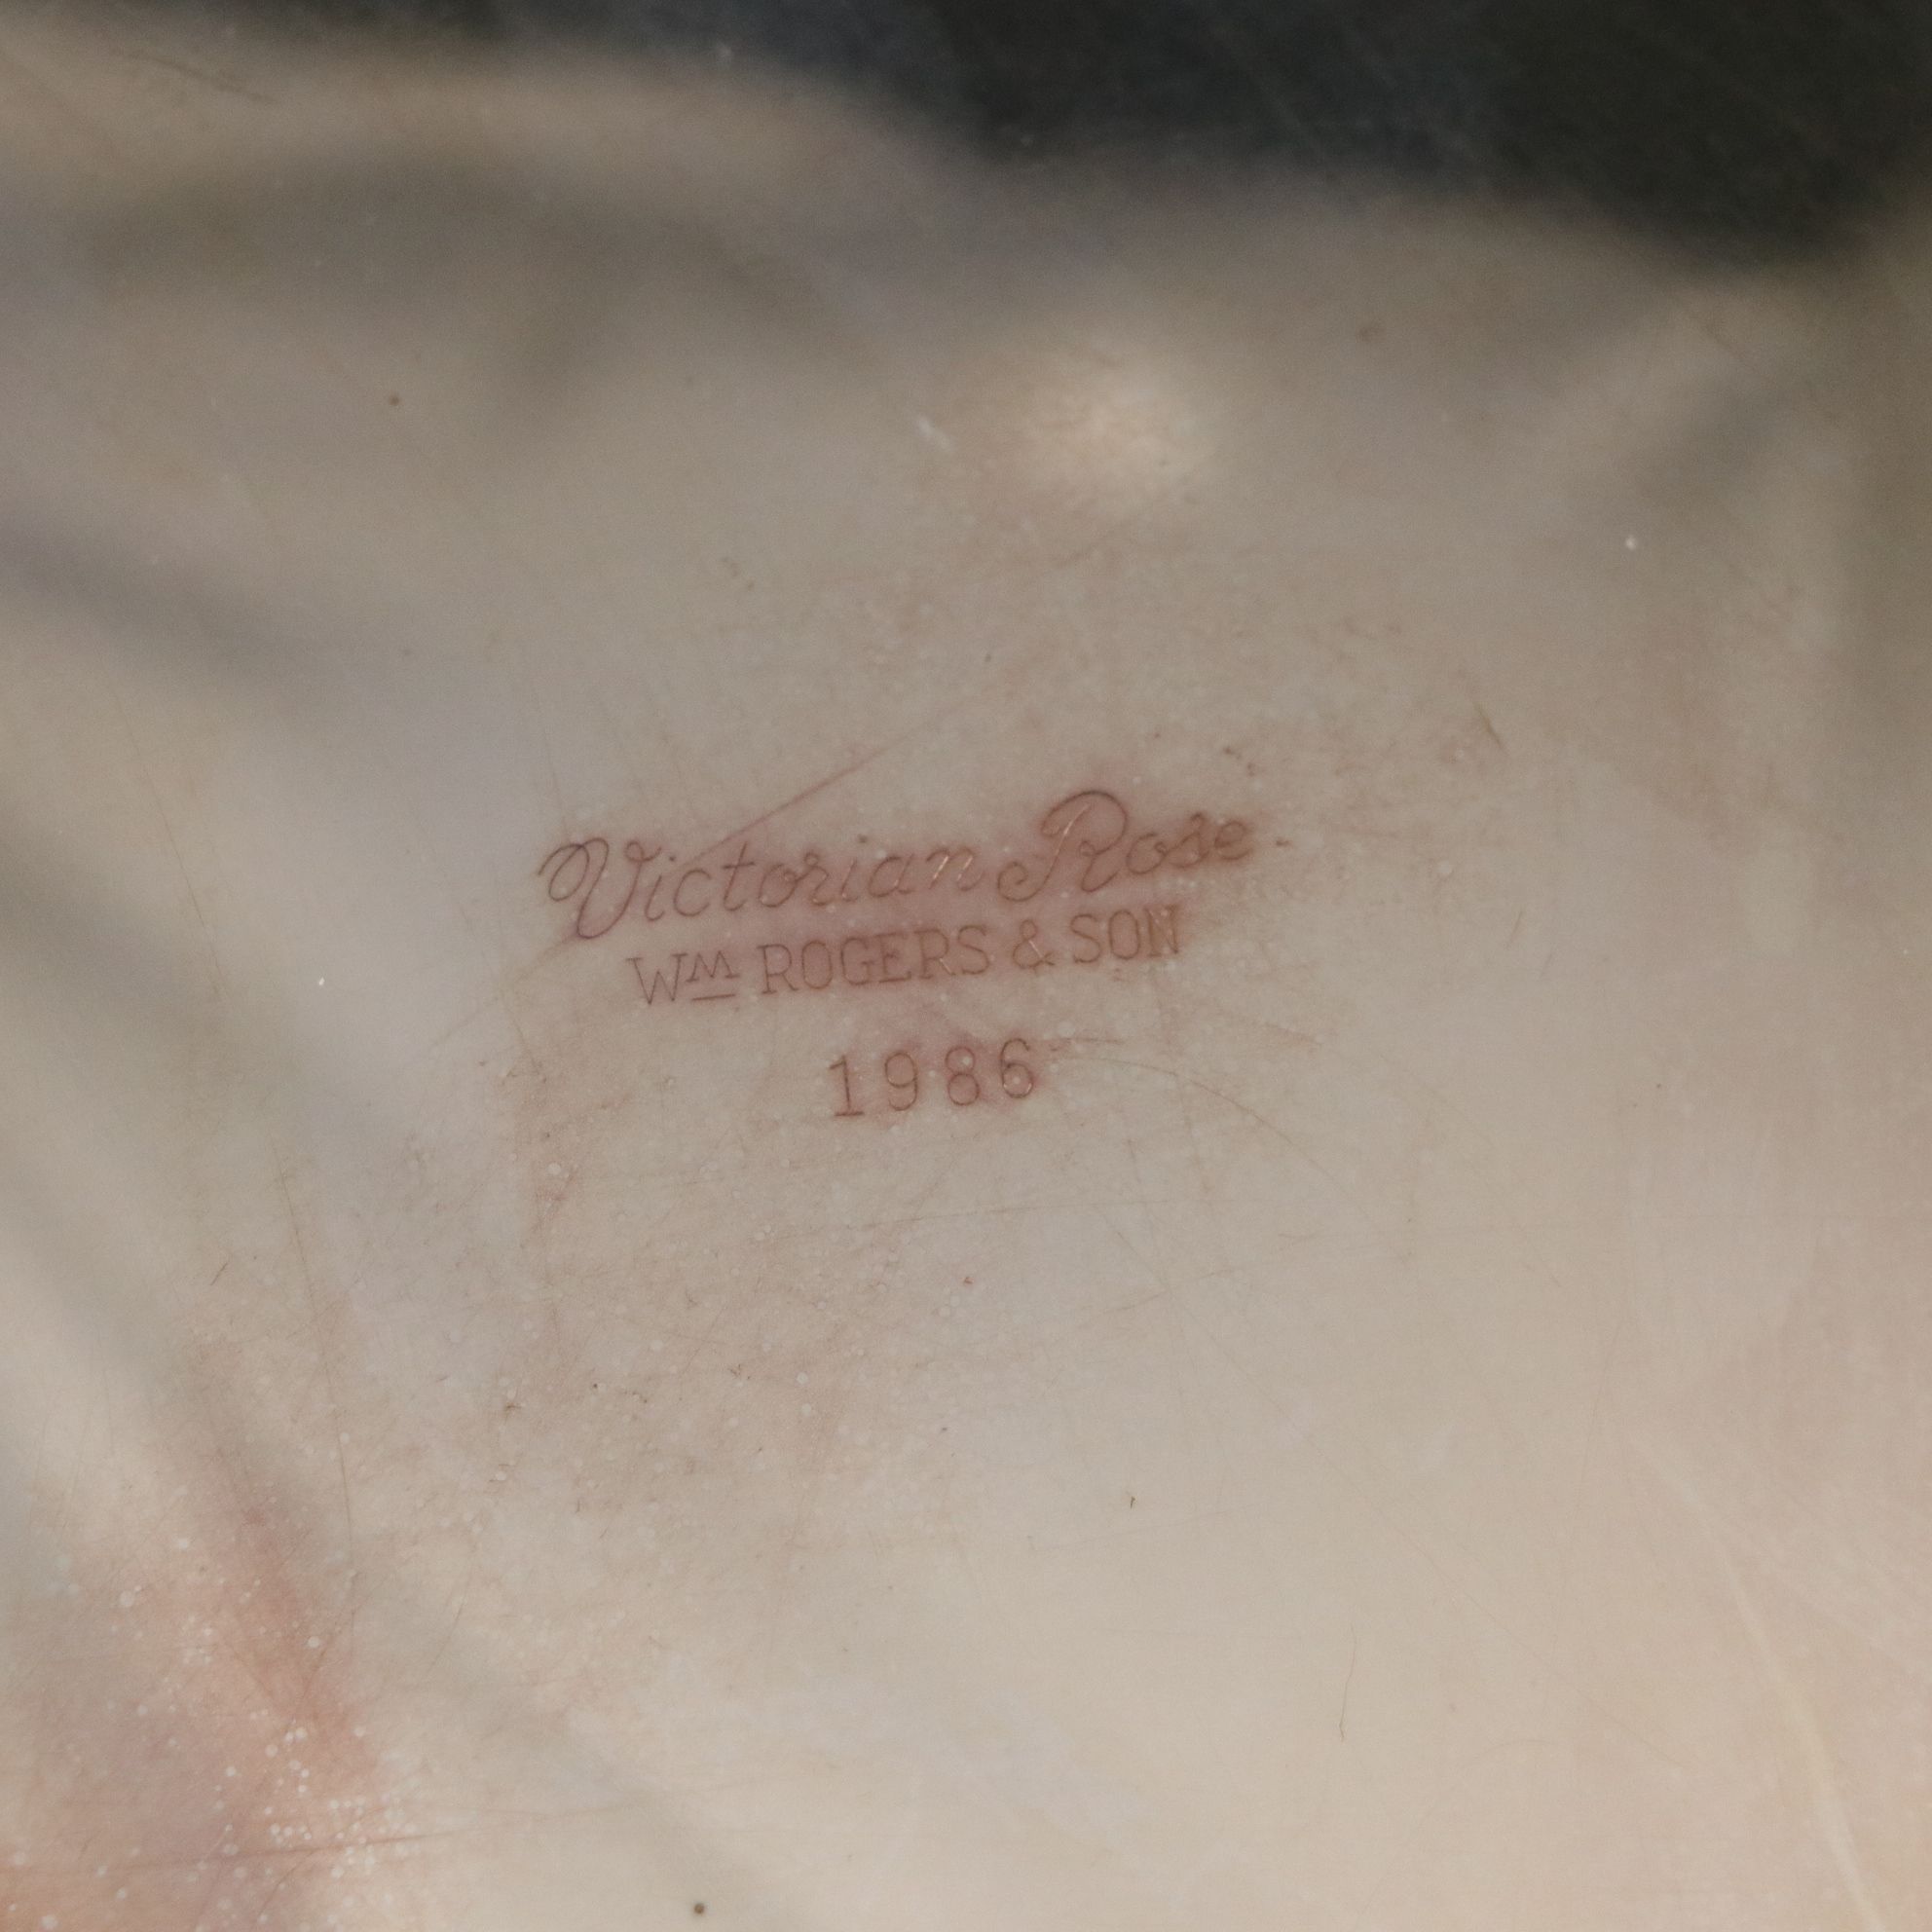 Victorian Rose
WM ROGERS & SON
1986